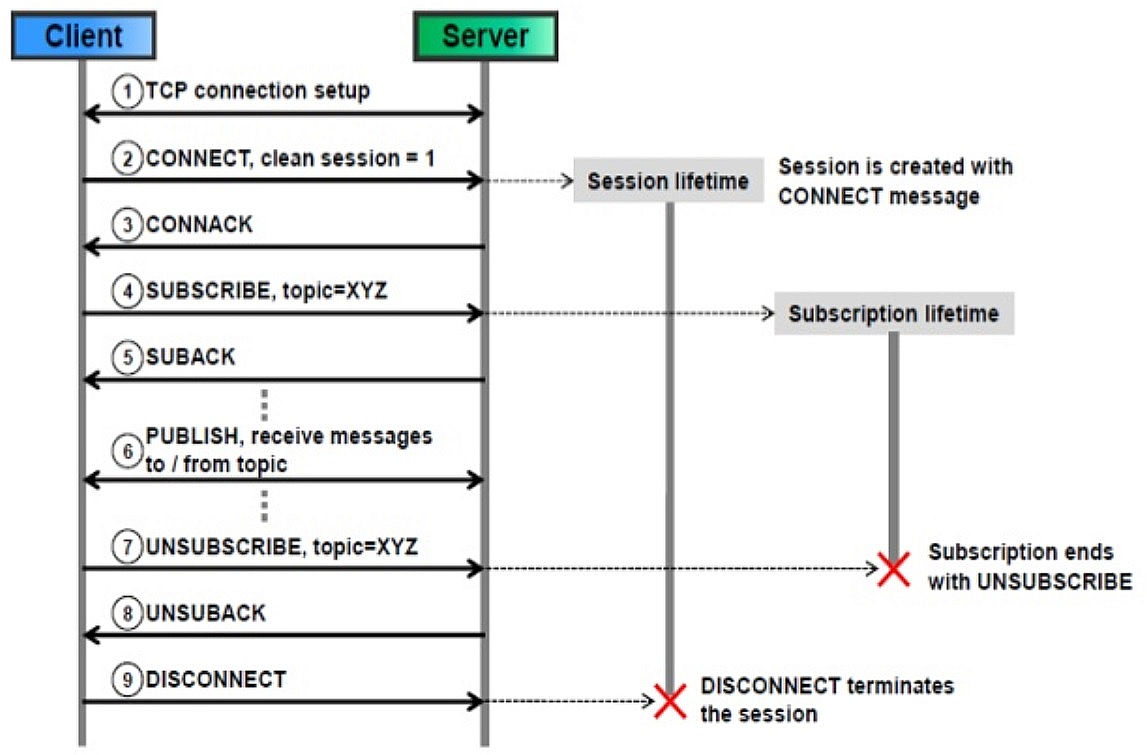 Client
Server
1 TCP connection setup
2 CONNECT, clean session = 1
Session lifetime
Session is created with
CONNECT message
3 CONNACK
4 SUBSCRIBE, topic=XYZ
Subscription lifetime
5 SUBACK
6 PUBLISH, receive messages
to / from topic
7 UNSUBSCRIBE, topic=XYZ
Subscription ends
with UNSUBSCRIBE
8 UNSUBACK
9 DISCONNECT
DISCONNECT terminates
the session